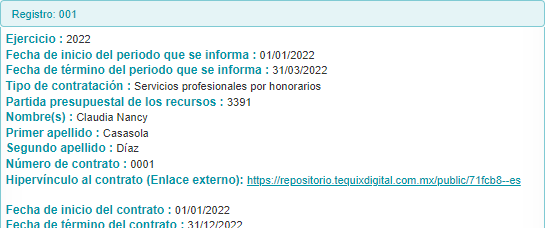 Registro: 001
Ejercicio : 2022
Fecha de inicio del periodo que se informa : 01/01/2022
Fecha de término del periodo que se informa : 31/03/2022
Tipo de contratación : Servicios profesionales por honorarios
Partida presupuestal de los recursos : 3391
Nombre(s) : Claudia Nancy
Primer apellido : Casasola
Segundo apellido : Díaz
Número de contrato : 0001
Hipervínculo al contrato (Enlace externo): https://repositorio.tequixdigital.com.mx/public/71fcb8--es
Fecha de inicio del contrato : 01/01/2022
Fecha de término del contrato : 31/12/2022